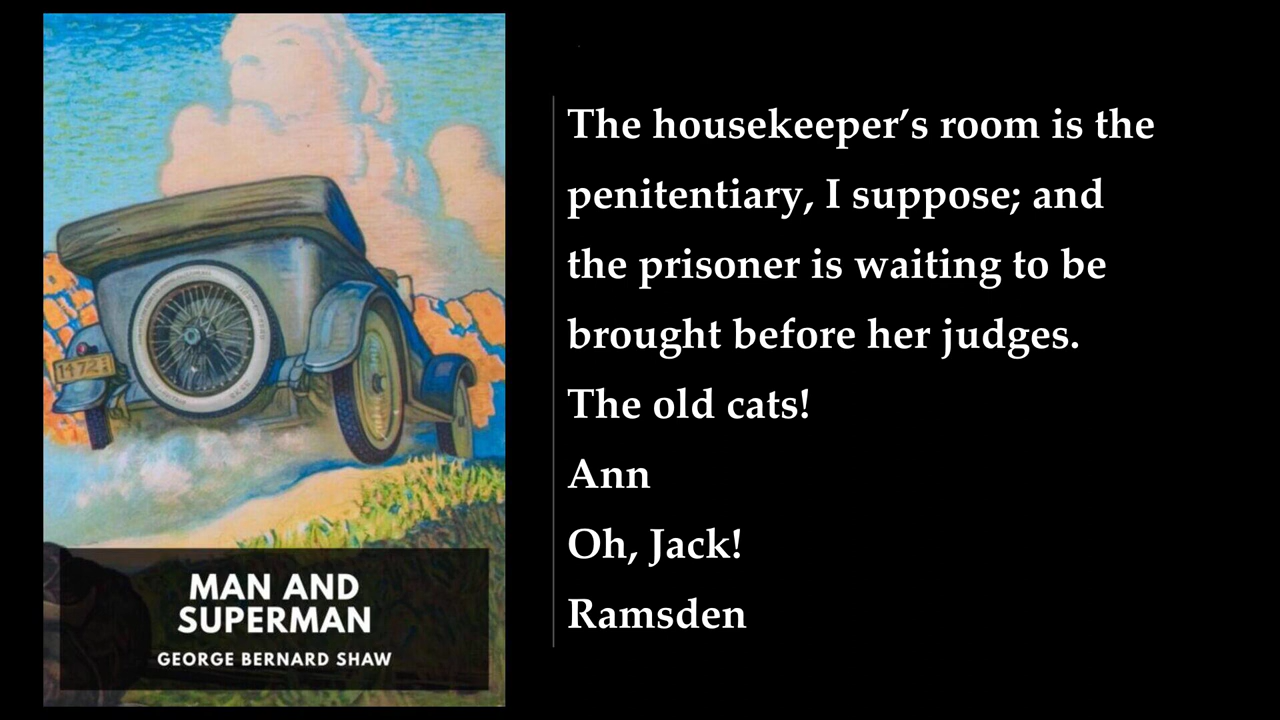 The housekeeper’s room is the
penitentiary, I suppose; and
the prisoner is waiting to be
brought before her judges.
The old cats!
Ann
Oh, Jack!
Ramsden
1472
MAN AND
SUPERMAN
GEORGE BERNARD SHAW